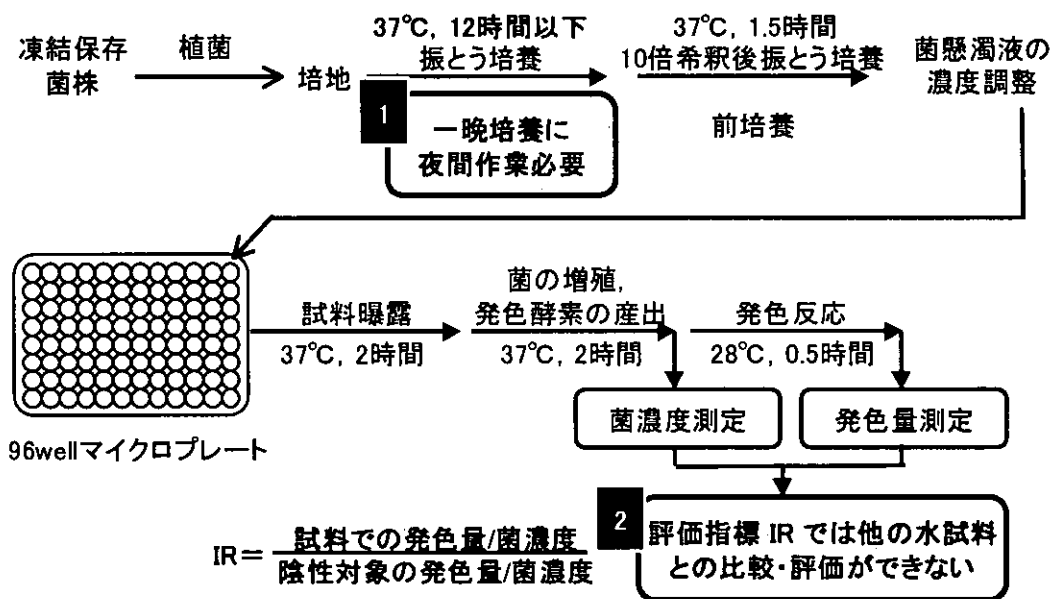 凍結保存
菌株
植菌
培地
37℃, 12時間以下
振とう培養
1
一晩培養に
夜間作業必要
37℃, 1.5時間
10倍希釈後振とう培養
前培養
菌懸濁液の
濃度調整
96wellマイクロプレート
試料曝露
37℃, 2時間
菌の増殖,
発色酵素の産出
37℃, 2時間
発色反応
28℃, 0.5時間
菌濃度測定
発色量測定
IR=
試料での発色量/菌濃度
陰性対象の発色量/菌濃度
2
評価指標 IR では他の水試料
との比較・評価ができない